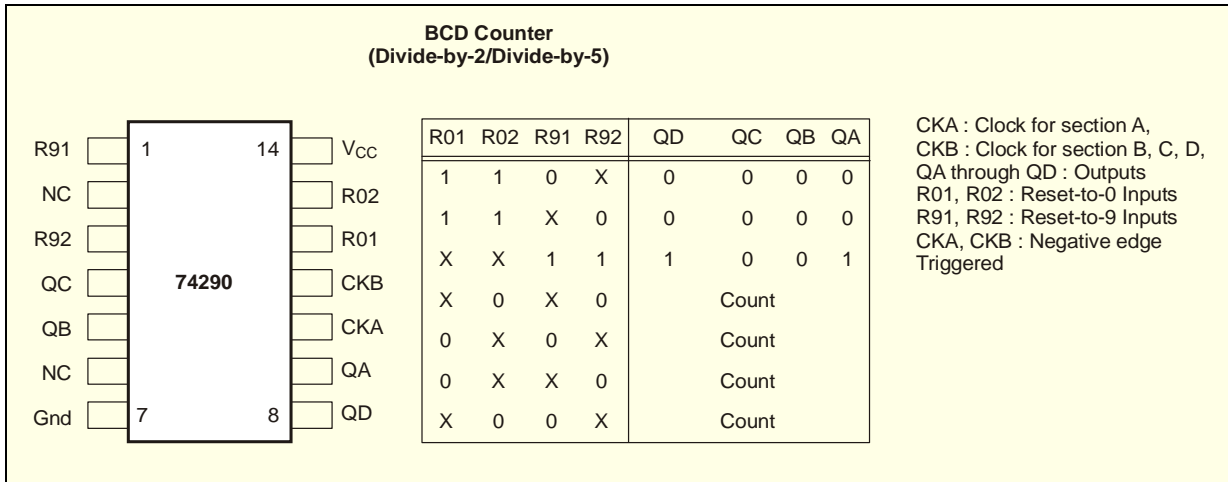 BCD Counter
(Divide-by-2/Divide-by-5)
R91 1 14 VCC
NC R02
R92 R01
QC 74290 CKB
QB CKA
NC QA
Gnd 7 8 QD
R01 R02 R91 R92 QD QC QB QA
1 1 0 X 0 0 0 0
1 1 X 0 0 0 0 0
X X 1 1 1 0 0 1
X 0 X 0 Count
0 X 0 X Count
0 X X 0 Count
X 0 0 X Count
CKA : Clock for section A,
CKB : Clock for section B, C, D,
QA through QD : Outputs
R01, R02 : Reset-to-0 Inputs
R91, R92 : Reset-to-9 Inputs
CKA, CKB : Negative edge
Triggered